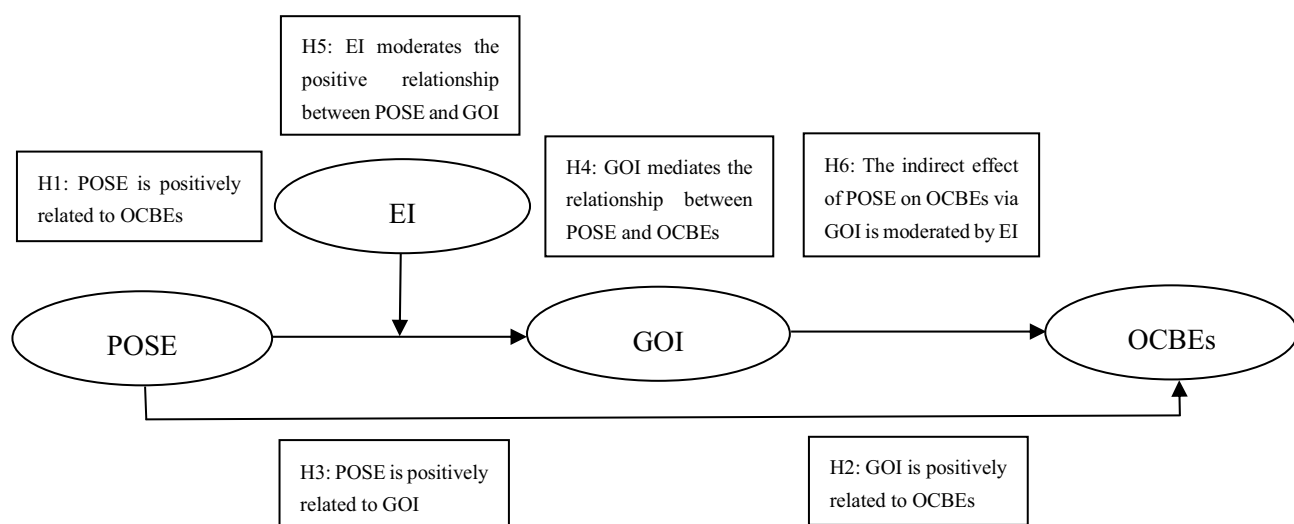 H5: EI moderates the
positive relationship
between POSE and GOI
H1: POSE is positively
related to OCBEs
EI
H4: GOI mediates the
relationship between
POSE and OCBEs
H6: The indirect effect
of POSE on OCBEs via
GOI is moderated by EI
POSE
GOI
OCBEs
H3: POSE is positively
related to GOI
H2: GOI is positively
related to OCBEs